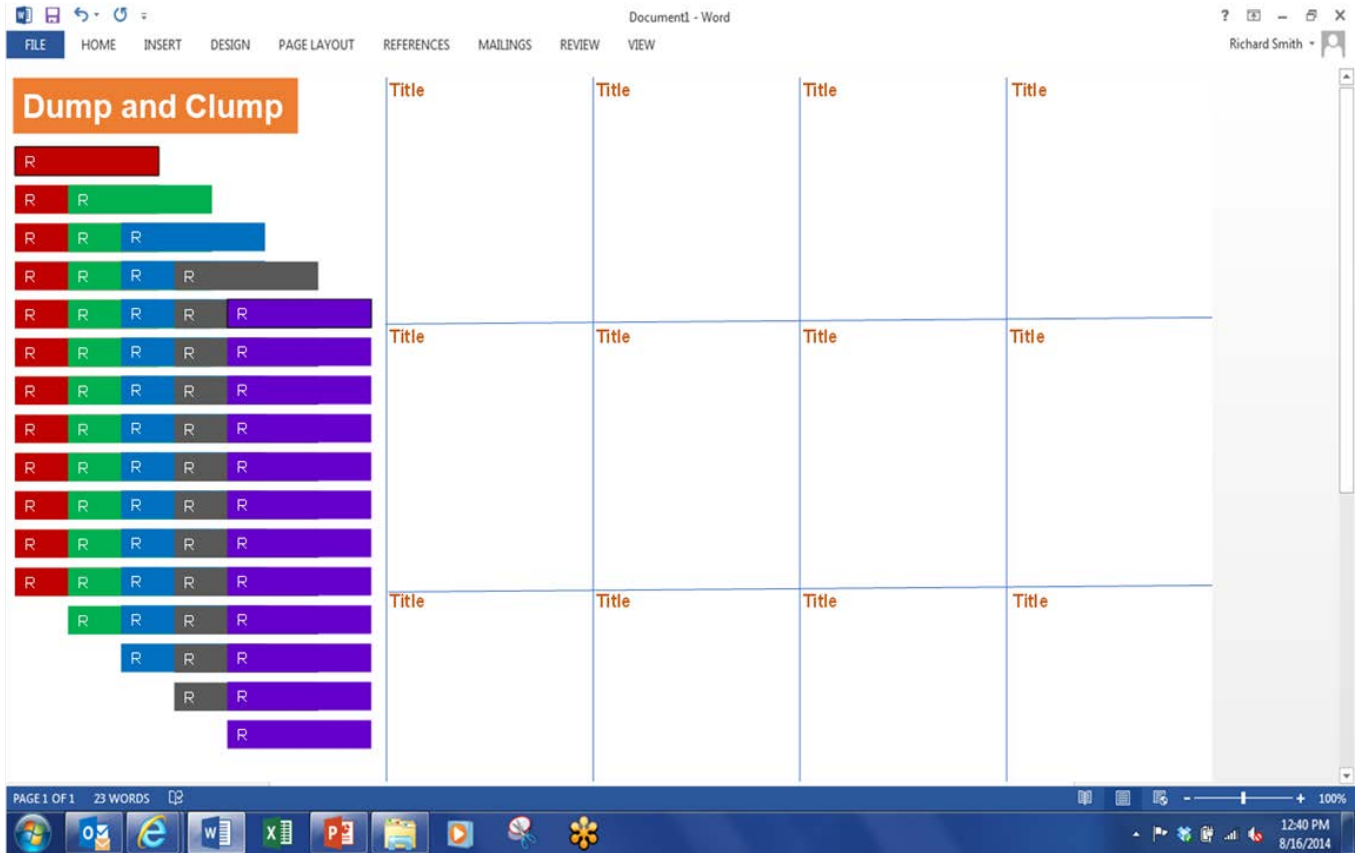 Document1 - Word
FILE HOME INSERT DESIGN PAGE LAYOUT REFERENCES MAILINGS REVIEW VIEW Richard Smith
Dump and Clump
Title Title Title Title
R
R R
R R R
R R R R
R R R R R
Title Title Title Title
R R R R R
R R R R R
R R R R R
R R R R R
R R R R R
R R R R R
R R R R R
Title Title Title Title
R R R R
R R R
R R
R
PAGE 1 OF 1 23 WORDS 100%
12:40 PM
8/16/2014